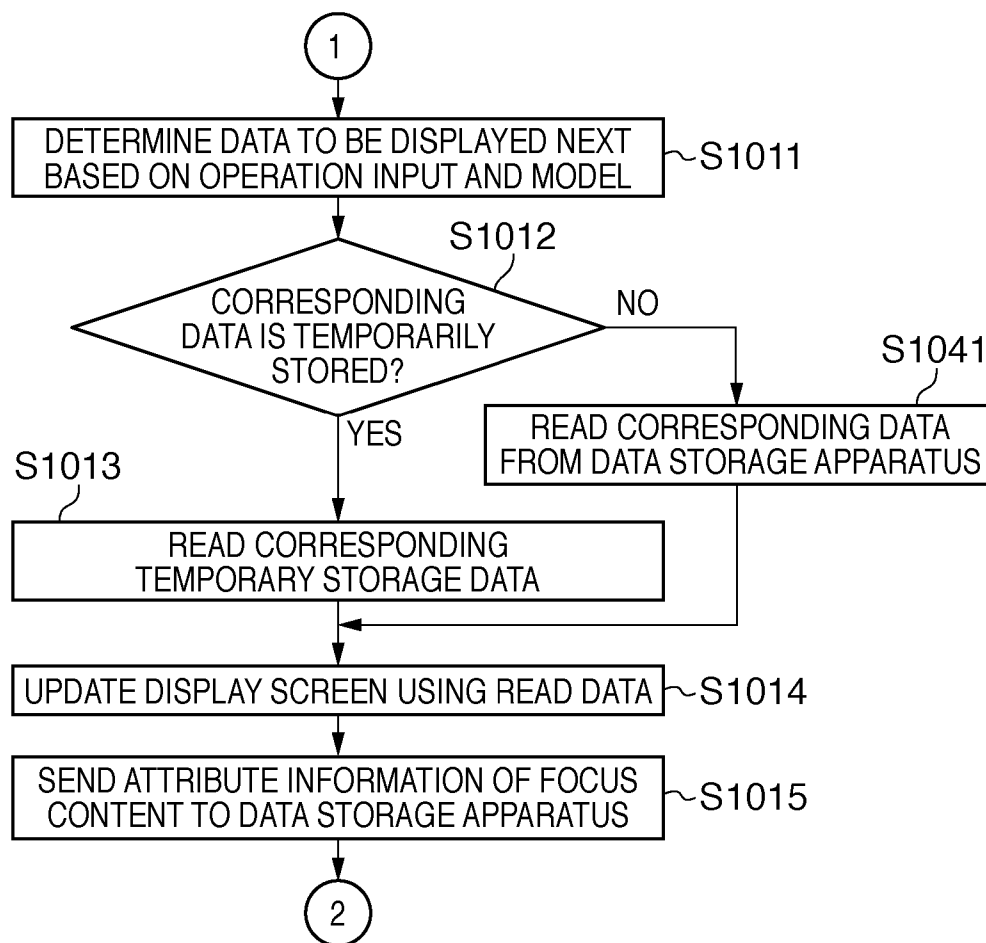 1
DETERMINE DATA TO BE DISPLAYED NEXT
BASED ON OPERATION INPUT AND MODEL
S1011
S1012
CORRESPONDING
DATA IS TEMPORARILY
STORED?
NO
YES
S1041
READ CORRESPONDING DATA
FROM DATA STORAGE APPARATUS
S1013
READ CORRESPONDING
TEMPORARY STORAGE DATA
UPDATE DISPLAY SCREEN USING READ DATA
S1014
SEND ATTRIBUTE INFORMATION OF FOCUS
CONTENT TO DATA STORAGE APPARATUS
S1015
2